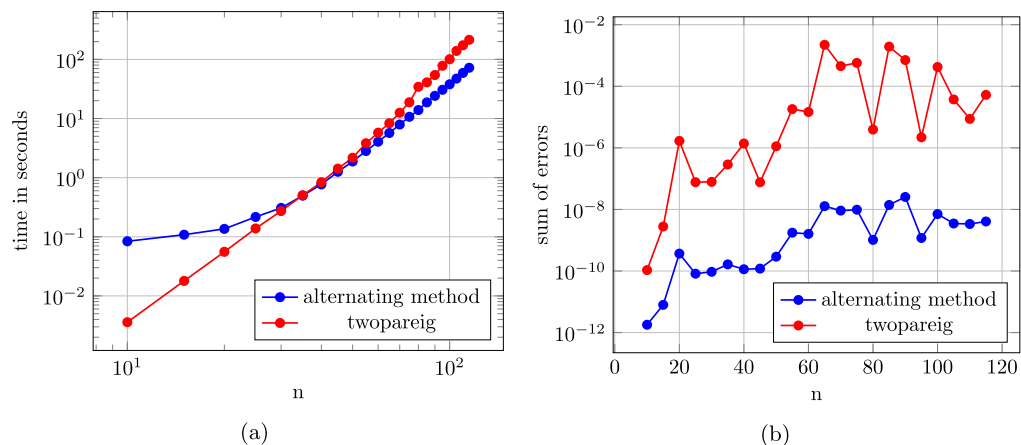 time in seconds
10^2
10^1
10^0
10^−1
10^−2
10^1
10^2
n
alternating method
twopareig
(a)
sum of errors
10^−2
10^−4
10^−6
10^−8
10^−10
10^−12
0 20 40 60 80 100 120
n
alternating method
twopareig
(b)